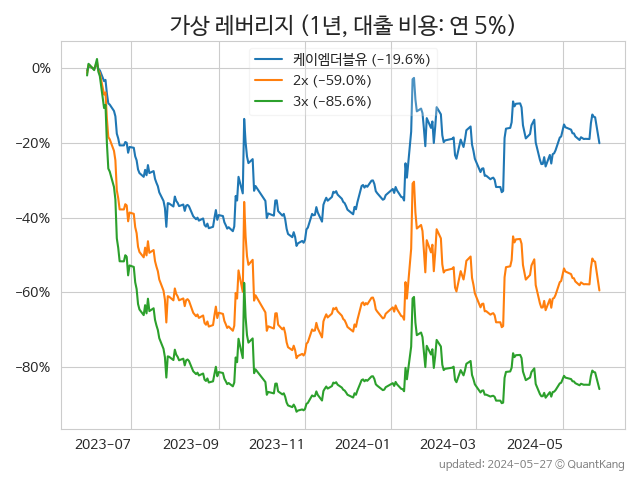 가상 레버리지 (1년, 대출 비용: 연 5%)
케이엠더블유 (−19.6%)
2x (−59.0%)
3x (−85.6%)
0%
−20%
−40%
−60%
−80%
2023−07 2023−09 2023−11 2024−01 2024−03 2024−05
updated: 2024-05-27 © QuantKang